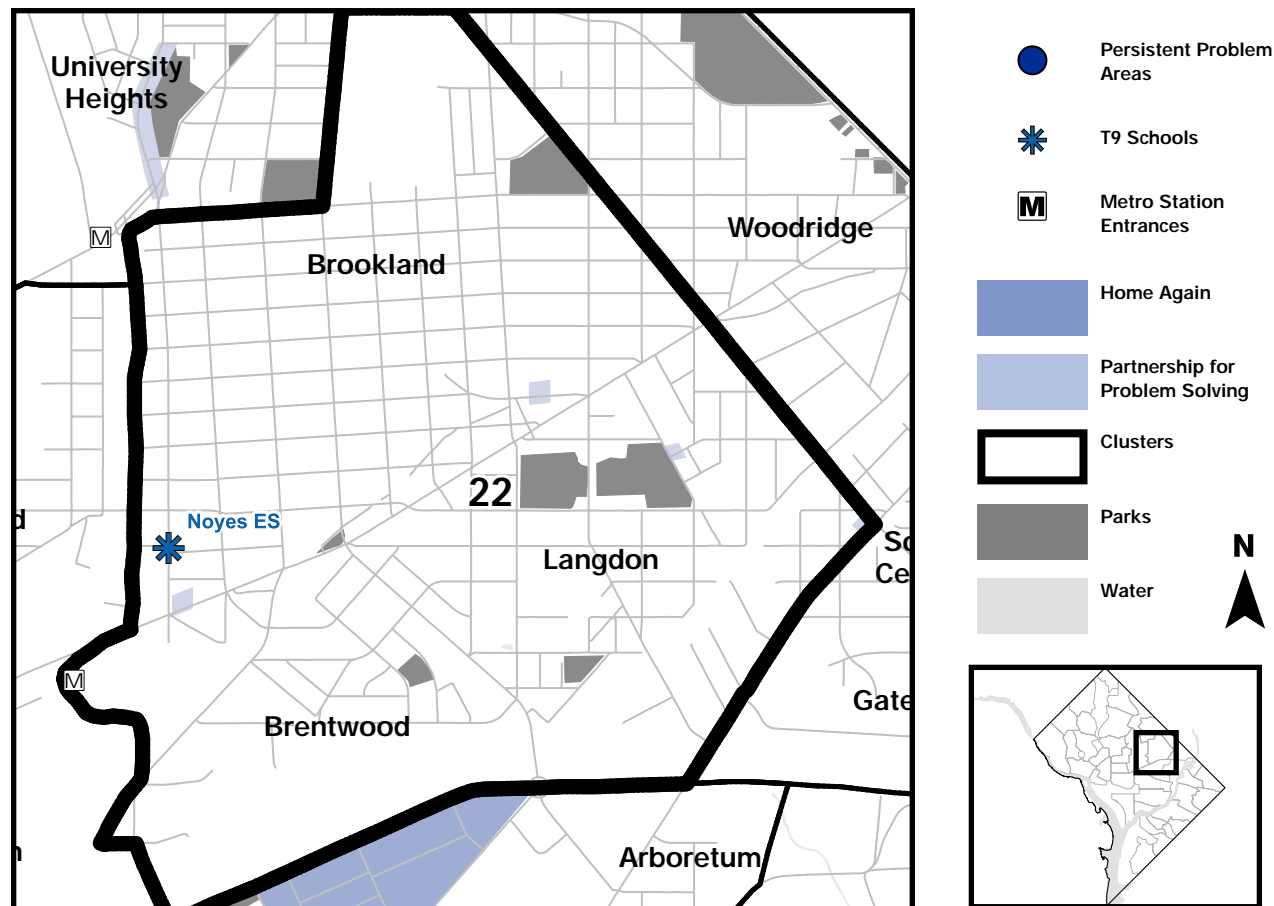 University
Heights
M
Brookland
Woodridge
22
Noyes ES
Langdon
M
Brentwood
Arboretum
Gate
Persistent Problem
Areas
T9 Schools
M
Metro Station
Entrances
Home Again
Partnership for
Problem Solving
Clusters
Parks
Water
N